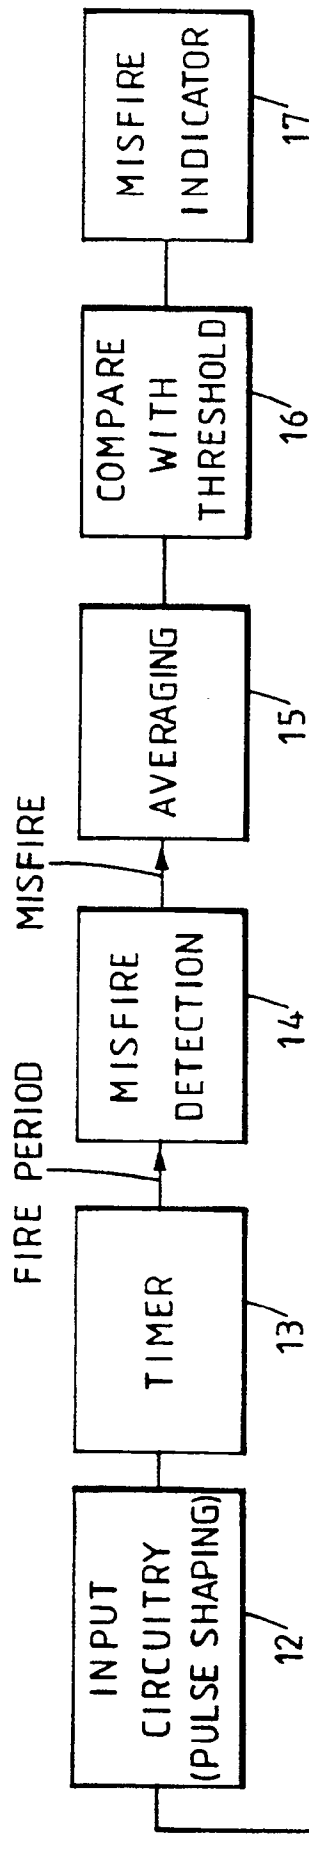 INPUT
CIRCUITRY
(PULSE SHAPING)
12
TIMER
13
FIRE PERIOD
MISFIRE
DETECTION
14
MISFIRE
AVERAGING
15
COMPARE
WITH
THRESHOLD
16
MISFIRE
INDICATOR
17